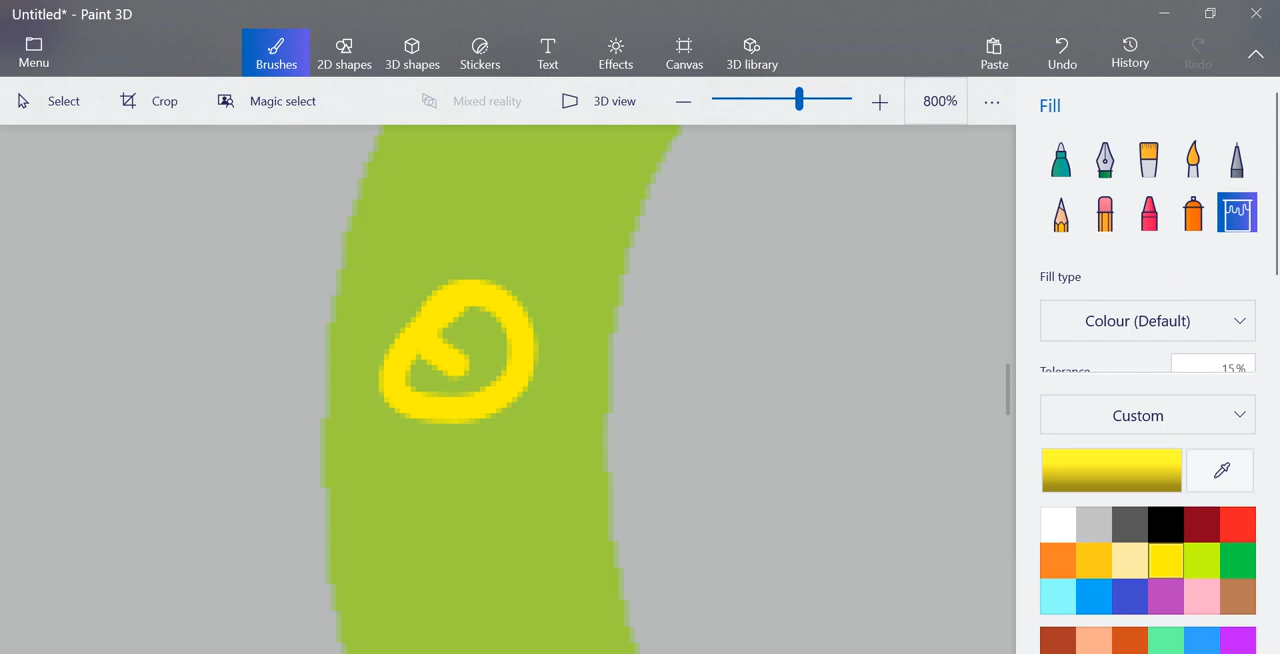 Untitled* - Paint 3D
Menu
Brushes
2D shapes
3D shapes
Stickers
Text
Effects
Canvas
3D library
Paste
Undo
History
Redo
Select
Crop
Magic select
Mixed reality
3D view
800%
Fill
Fill type
Colour (Default)
Tolerance
15%
Custom